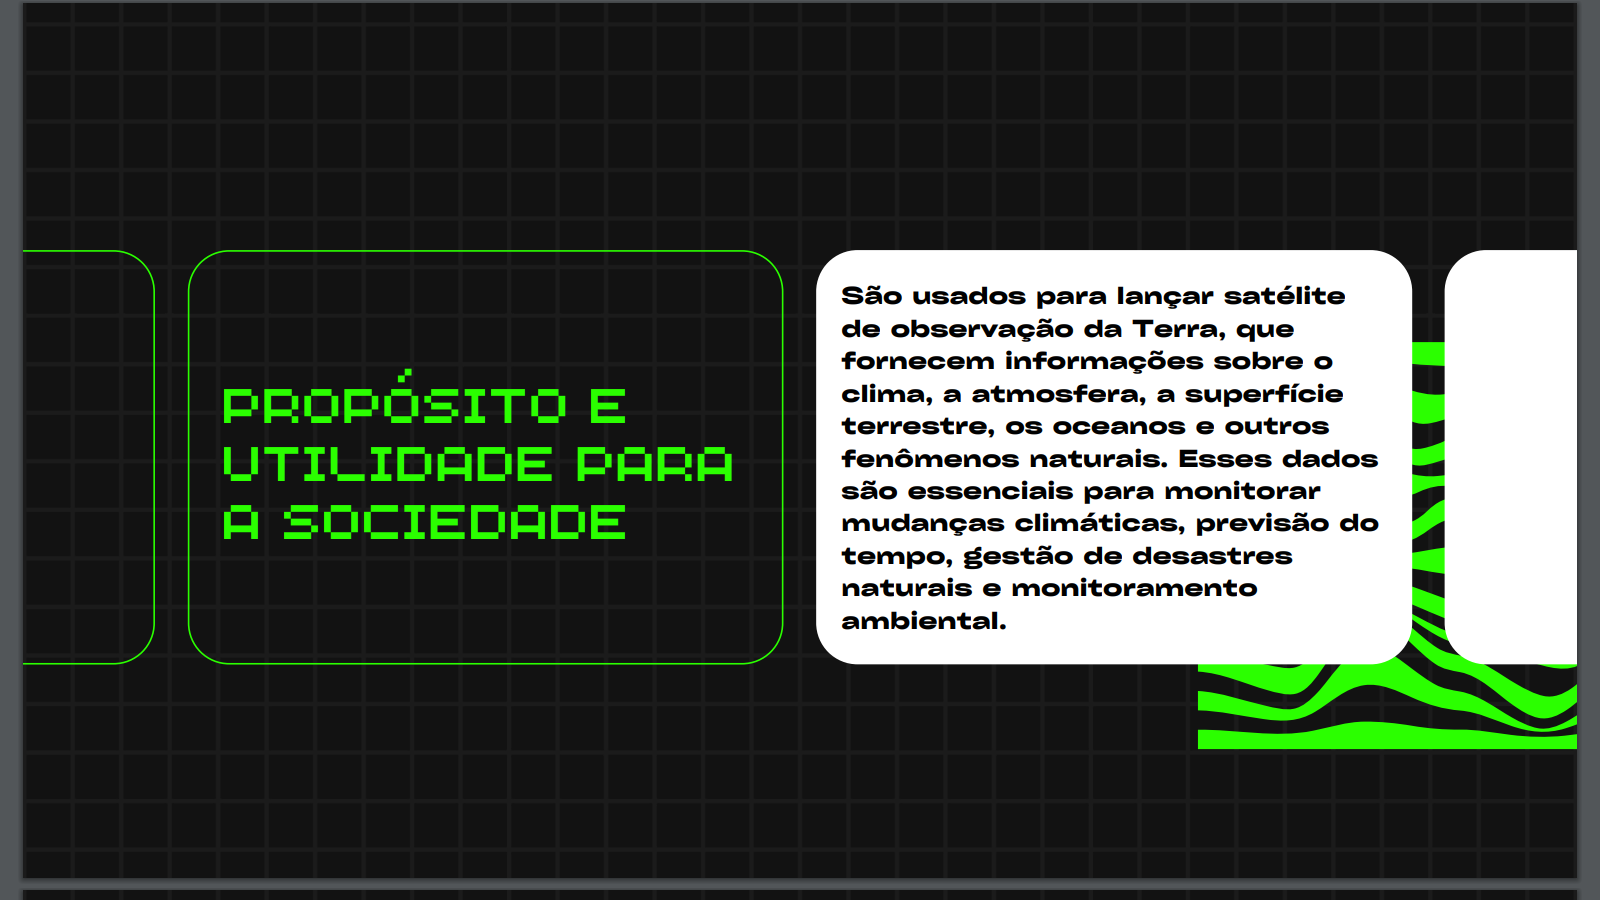 PROPÓSITO E
UTILIDADE PARA
A SOCIEDADE
São usados para lançar satélite
de observação da Terra, que
fornecem informações sobre o
clima, a atmosfera, a superfície
terrestre, os oceanos e outros
fenômenos naturais. Esses dados
são essenciais para monitorar
mudanças climáticas, previsão do
tempo, gestão de desastres
naturais e monitoramento
ambiental.